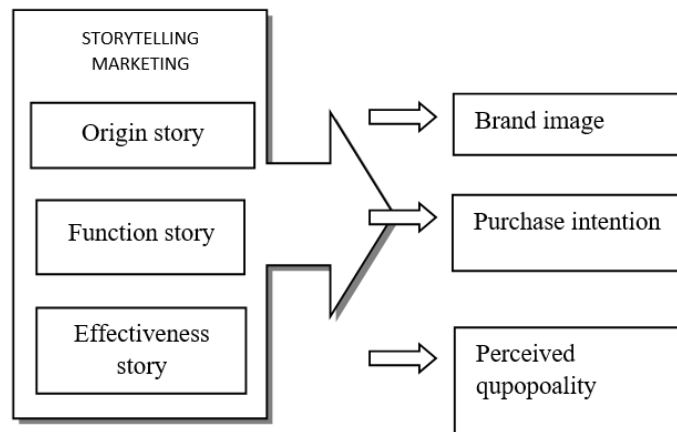 STORYTELLING
MARKETING
Origin story
Function story
Effectiveness
story
Brand image
Purchase intention
Perceived
qupopoality